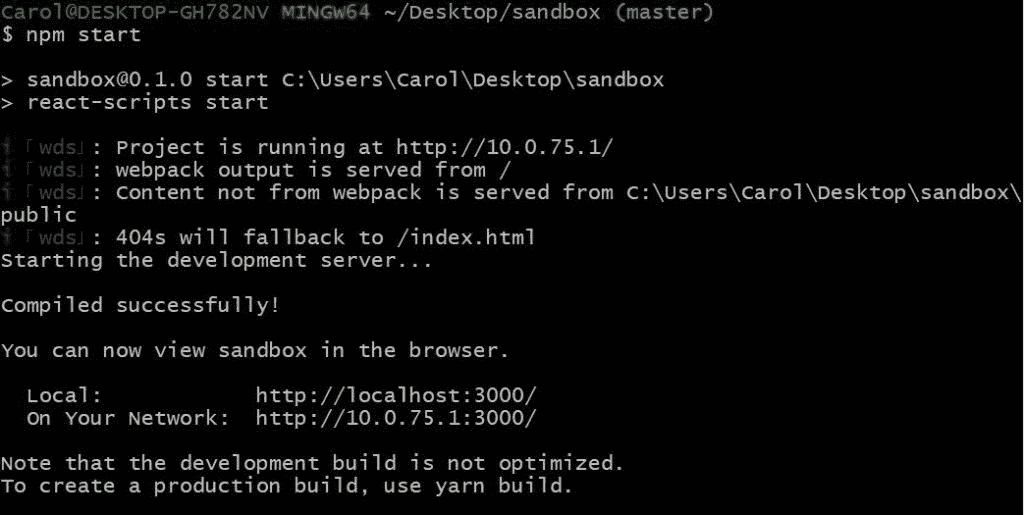 Carol@DESKTOP-GH782NV MINGW64 ~/Desktop/sandbox (master)
$ npm start
> sandbox@0.1.0 start C:\Users\Carol\Desktop\sandbox
> react-scripts start
i 「wds」: Project is running at http://10.0.75.1/
i 「wds」: webpack output is served from /
i 「wds」: Content not from webpack is served from C:\Users\Carol\Desktop\sandbox\
public
i 「wds」: 404s will fallback to /index.html
Starting the development server...
Compiled successfully!
You can now view sandbox in the browser.
Local: http://localhost:3000/
On Your Network: http://10.0.75.1:3000/
Note that the development build is not optimized.
To create a production build, use yarn build.